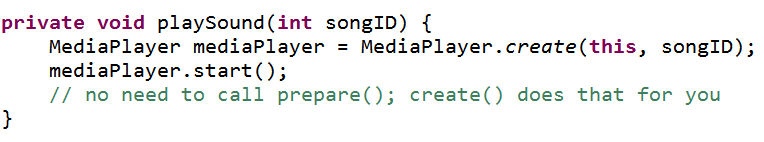 private void playSound(int songID) {
    MediaPlayer mediaPlayer = MediaPlayer.create(this, songID);
    mediaPlayer.start();
    // no need to call prepare(); create() does that for you
}